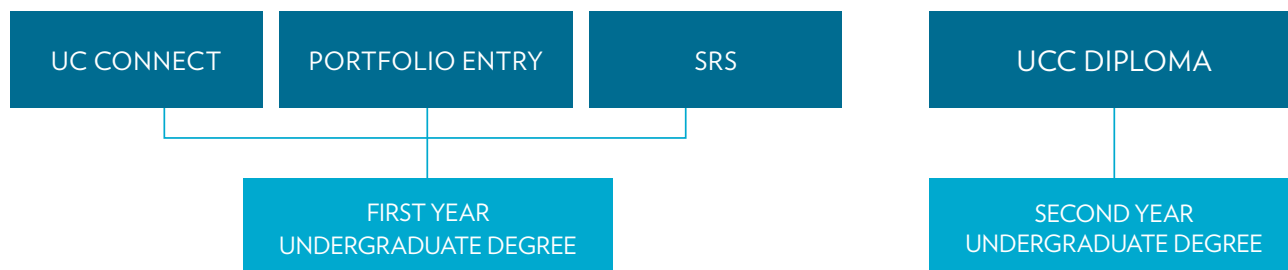 UC CONNECT
PORTFOLIO ENTRY
SRS
UCC DIPLOMA
FIRST YEAR
UNDERGRADUATE DEGREE
SECOND YEAR
UNDERGRADUATE DEGREE